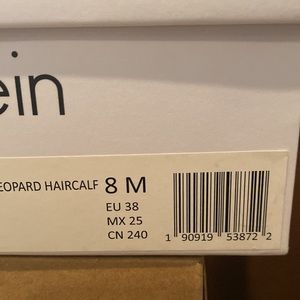 ein
EOPARD HAIRCALF 8 M
EU 38
MX 25
CN 240
1 90919 53872 2